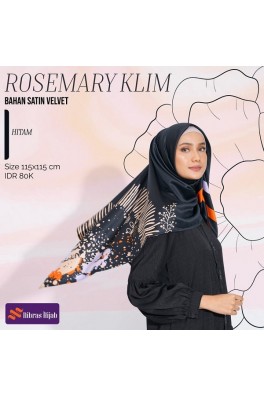 ROSEMARY KLIM
BAHAN SATIN VELVET
HITAM
Size 115x115 cm
IDR 80K
Hibras Hijab